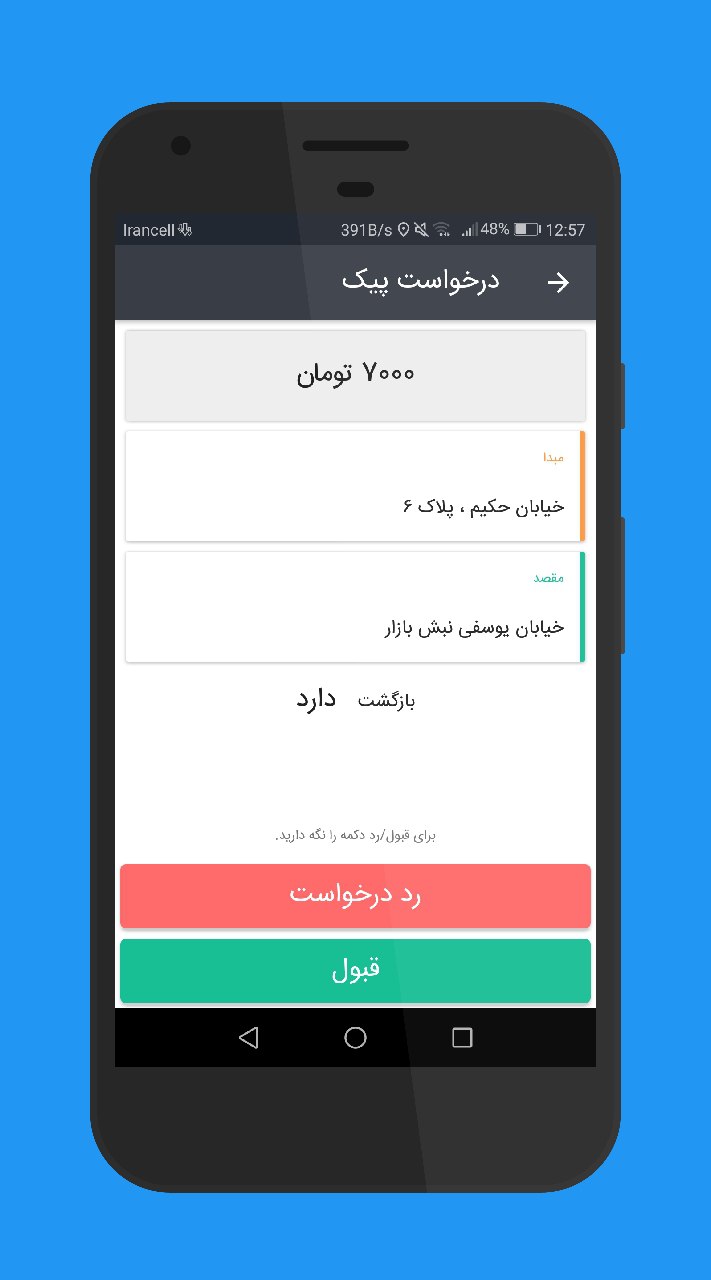 Irancell 391B/s 48% 12:57
درخواست پیک
۷۰۰۰ تومان
مبدا
خیابان حکیم ، پلاک ۶
مقصد
خیابان یوسفی نبش بازار
بازگشت دارد
برای قبول/رد دکمه را نگه دارید.
رد درخواست
قبول